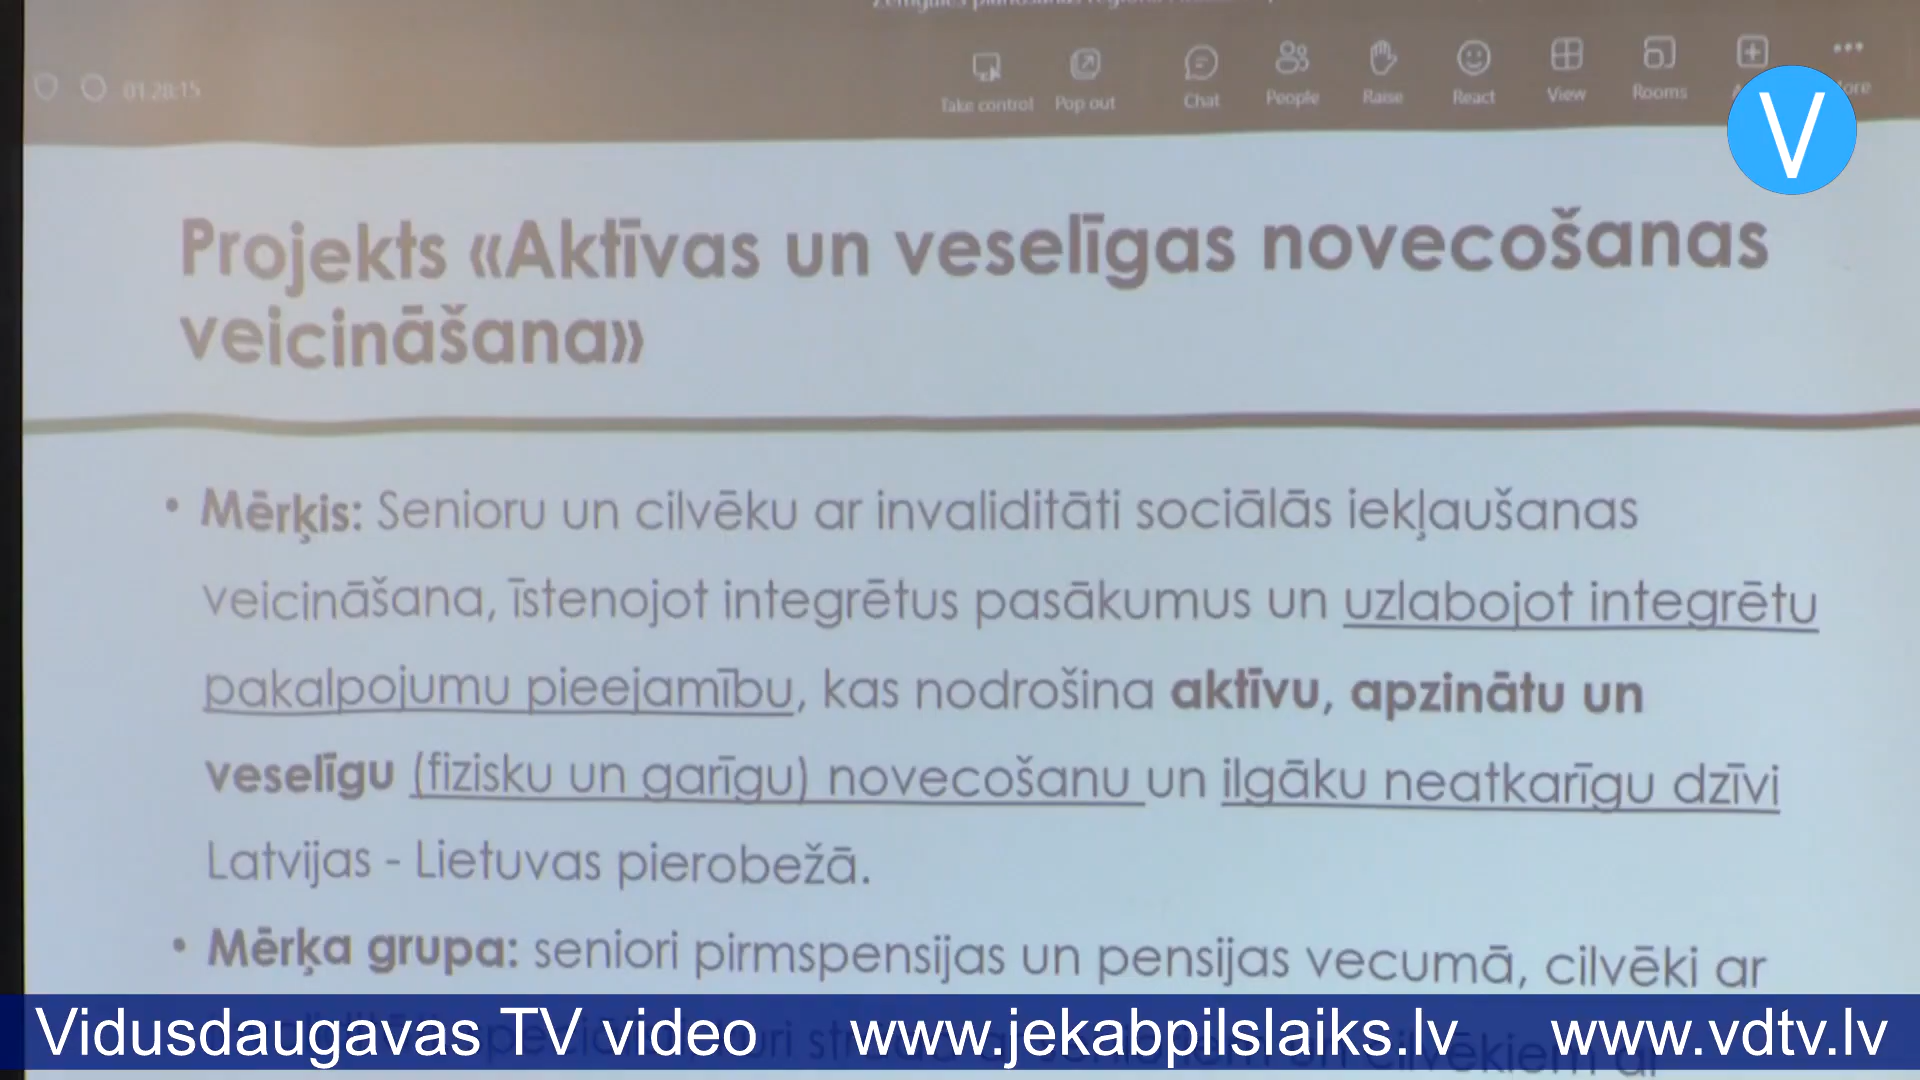 01:28:15
Take control Pop out Chat People Raise React View Rooms
V
Projekts «Aktīvas un veselīgas novecošanas
veicināšana»
• Mērķis: Senioru un cilvēku ar invaliditāti sociālās iekļaušanas
veicināšana, īstenojot integrētus pasākumus un uzlabojot integrētu
pakalpojumu pieejamību, kas nodrošina aktīvu, apzinātu un
veselīgu (fizisku un garīgu) novecošanu un ilgāku neatkarīgu dzīvi
Latvijas - Lietuvas pierobežā.
• Mērķa grupa: seniori pirmspensijas un pensijas vecumā, cilvēki ar
Vidusdaugavas TV video www.jekabpilslaiks.lv www.vdtv.lv